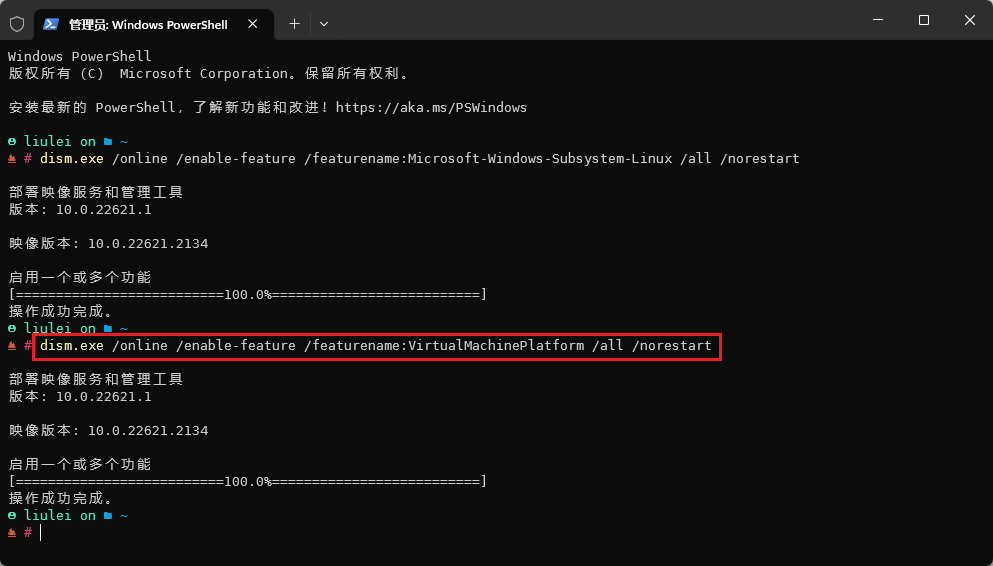 管理员: Windows PowerShell
Windows PowerShell
版权所有 (C)  Microsoft Corporation。保留所有权利。
安装最新的 PowerShell，了解新功能和改进！https://aka.ms/PSWindows
liulei on ~
# dism.exe /online /enable-feature /featurename:Microsoft-Windows-Subsystem-Linux /all /norestart
部署映像服务和管理工具
版本: 10.0.22621.1
映像版本: 10.0.22621.2134
启用一个或多个功能
[==========================100.0%==========================]
操作成功完成。
liulei on ~
# dism.exe /online /enable-feature /featurename:VirtualMachinePlatform /all /norestart
部署映像服务和管理工具
版本: 10.0.22621.1
映像版本: 10.0.22621.2134
启用一个或多个功能
[==========================100.0%==========================]
操作成功完成。
liulei on ~
#